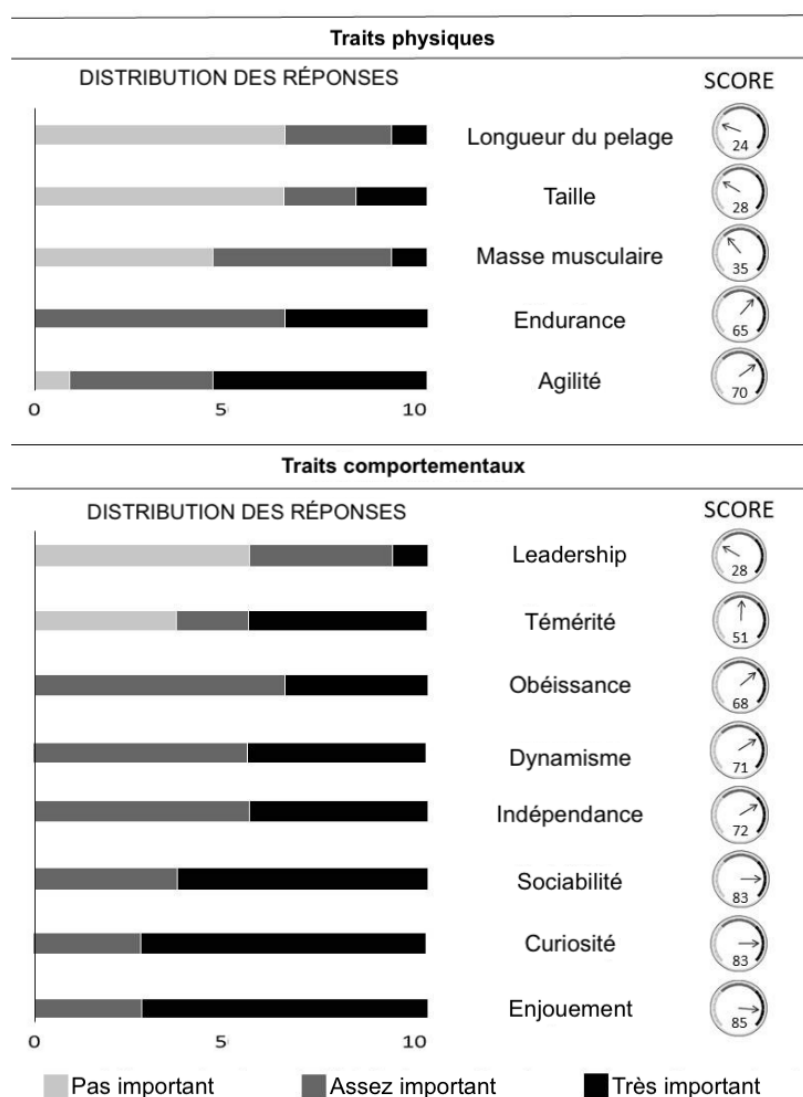 Traits physiques
DISTRIBUTION DES RÉPONSES SCORE
Longueur du pelage 24
Taille 28
Masse musculaire 35
Endurance 65
Agilité 70
0 5 10
Traits comportementaux
DISTRIBUTION DES RÉPONSES SCORE
Leadership 28
Témérité 51
Obéissance 68
Dynamisme 71
Indépendance 72
Sociabilité 83
Curiosité 83
Enjouement 85
0 5 10
Pas important Assez important Très important